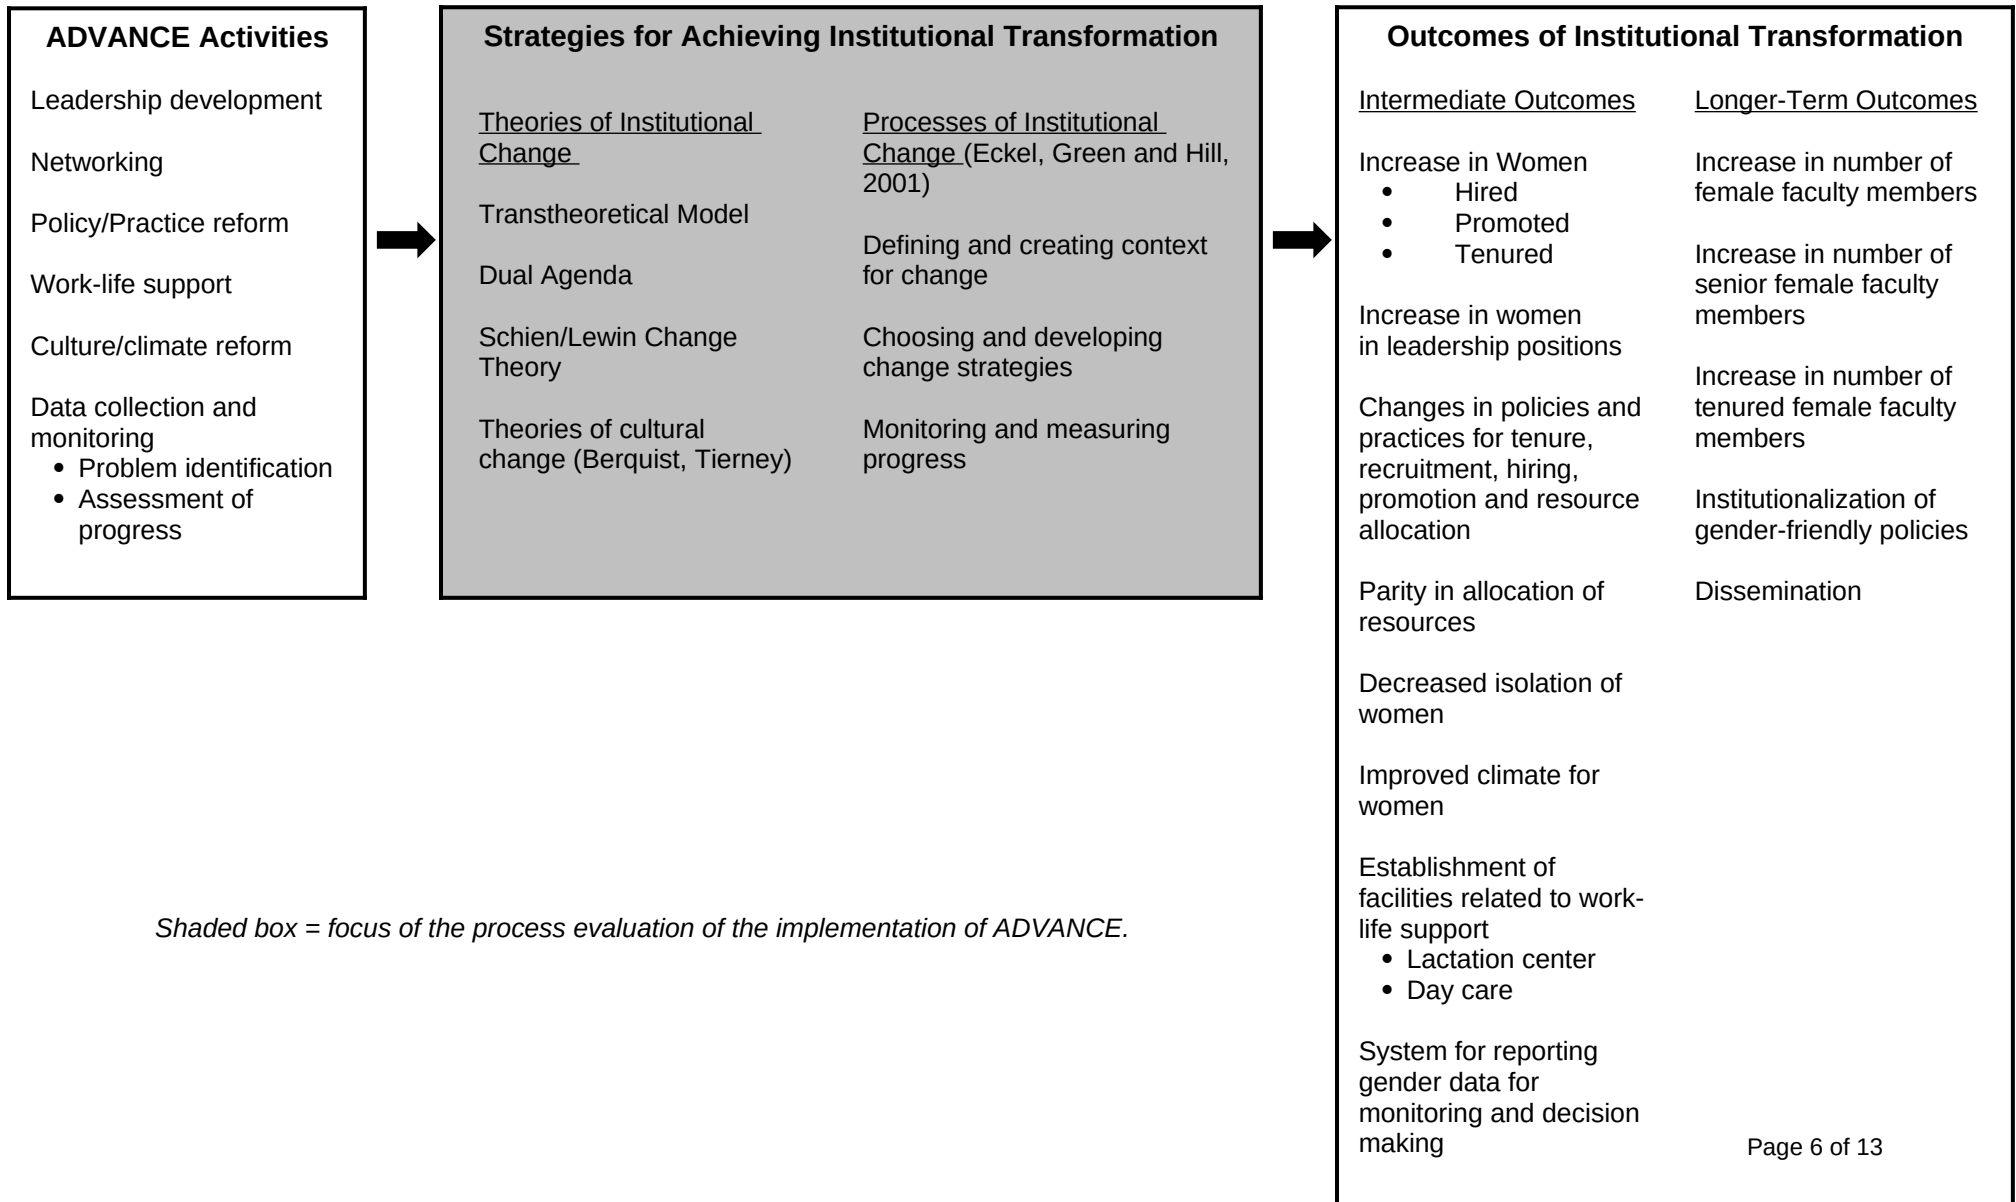 ADVANCE Activities
Leadership development
Networking
Policy/Practice reform
Work-life support
Culture/climate reform
Data collection and
monitoring
• Problem identification
• Assessment of
progress
Strategies for Achieving Institutional Transformation
Theories of Institutional
Change
Transtheoretical Model
Dual Agenda
Schien/Lewin Change
Theory
Theories of cultural
change (Berquist, Tierney)
Processes of Institutional
Change (Eckel, Green and Hill,
2001)
Defining and creating context
for change
Choosing and developing
change strategies
Monitoring and measuring
progress
Outcomes of Institutional Transformation
Intermediate Outcomes
Increase in Women
• Hired
• Promoted
• Tenured
Increase in women
in leadership positions
Changes in policies and
practices for tenure,
recruitment, hiring,
promotion and resource
allocation
Parity in allocation of
resources
Decreased isolation of
women
Improved climate for
women
Establishment of
facilities related to work-
life support
• Lactation center
• Day care
System for reporting
gender data for
monitoring and decision
making
Longer-Term Outcomes
Increase in number of
female faculty members
Increase in number of
senior female faculty
members
Increase in number of
tenured female faculty
members
Institutionalization of
gender-friendly policies
Dissemination
Shaded box = focus of the process evaluation of the implementation of ADVANCE.
Page 6 of 13